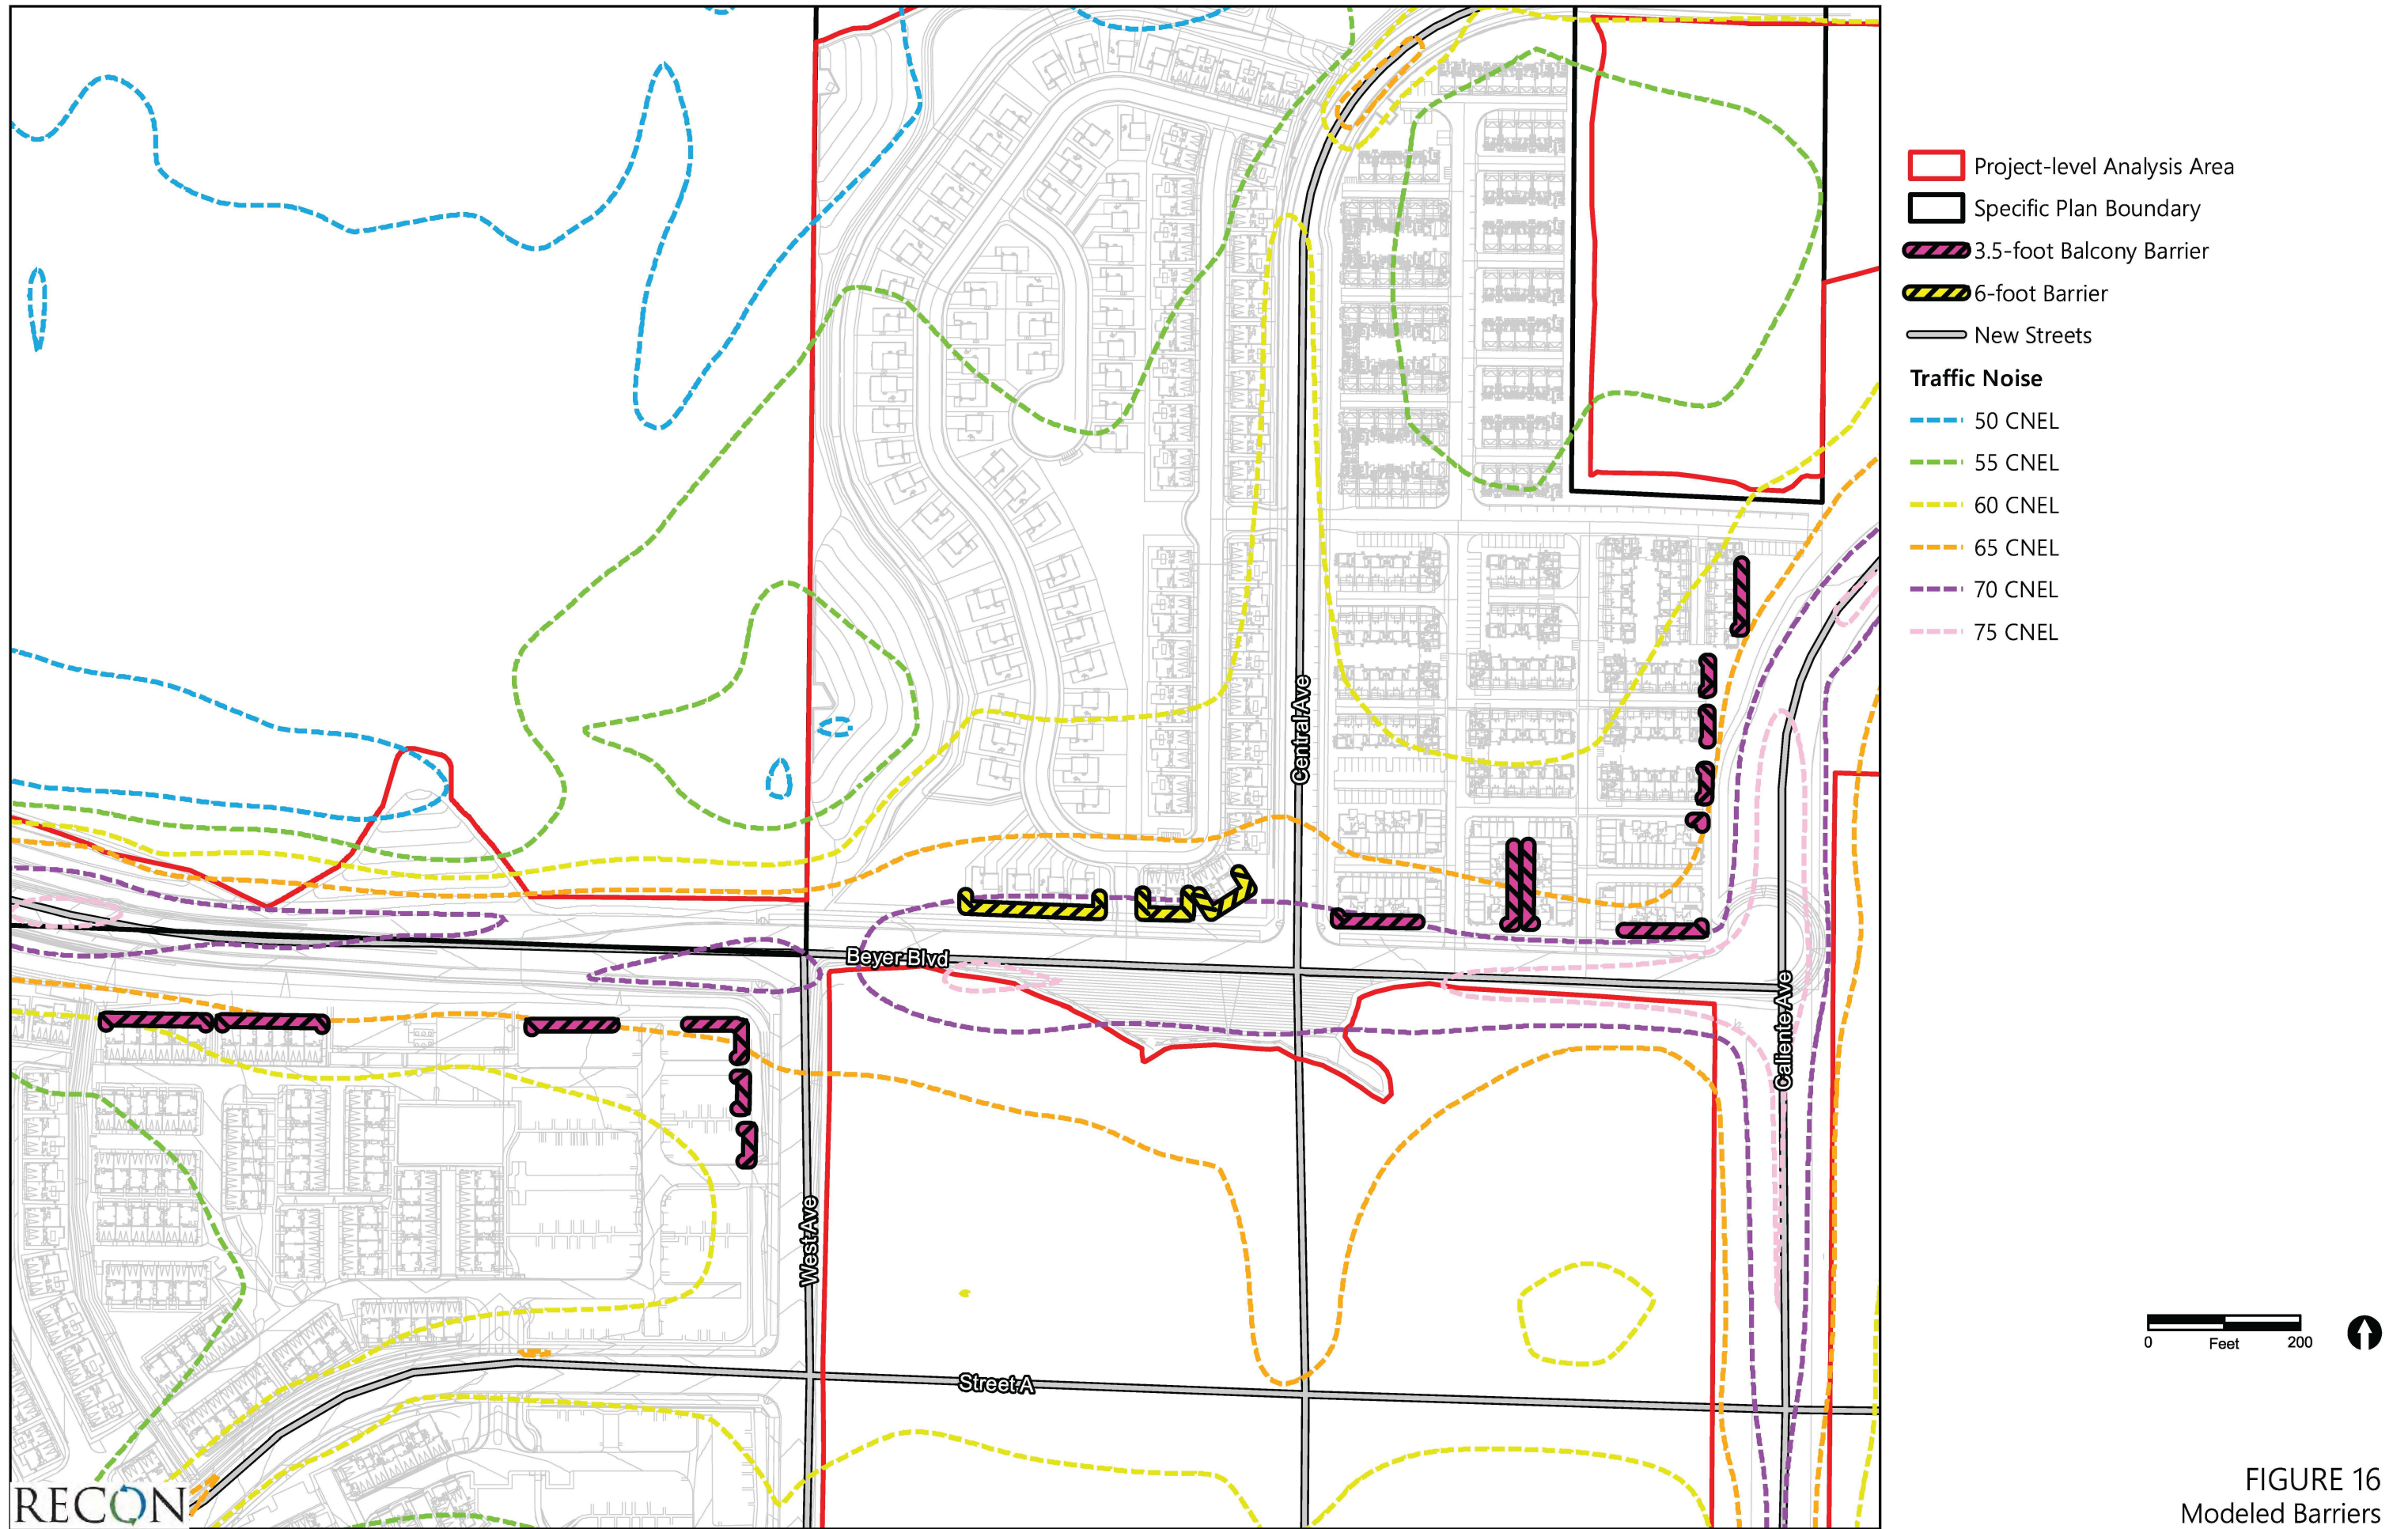 Project-level Analysis Area
Specific Plan Boundary
3.5-foot Balcony Barrier
6-foot Barrier
New Streets
Traffic Noise
50 CNEL
55 CNEL
60 CNEL
65 CNEL
70 CNEL
75 CNEL
Central Ave
Beyer Blvd
Caliente Ave
West Ave
Street A
0 Feet 200
RECON
FIGURE 16
Modeled Barriers